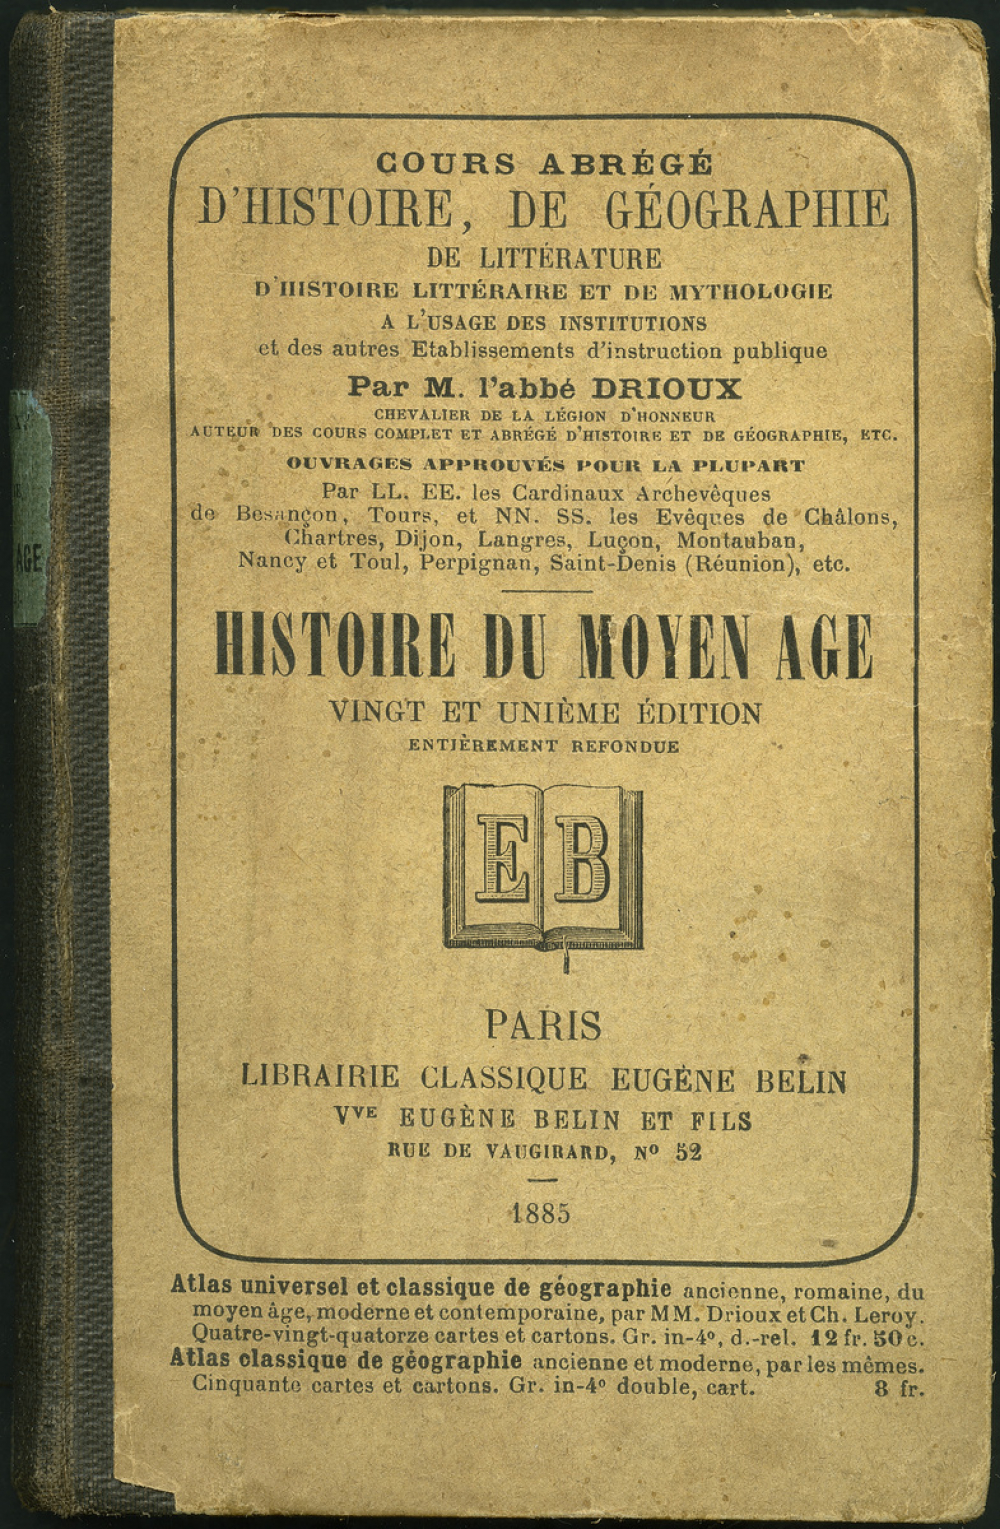 COURS ABRÉGÉ
D'HISTOIRE, DE GÉOGRAPHIE
DE LITTÉRATURE
D'HISTOIRE LITTÉRAIRE ET DE MYTHOLOGIE
A L'USAGE DES INSTITUTIONS
et des autres Etablissements d'instruction publique
Par M. l'abbé DRIOUX
CHEVALIER DE LA LÉGION D'HONNEUR
AUTEUR DES COURS COMPLET ET ABRÉGÉ D'HISTOIRE ET DE GÉOGRAPHIE, ETC.
OUVRAGES APPROUVÉS POUR LA PLUPART
Par LL. EE. les Cardinaux Archevêques
de Besançon, Tours, et NN. SS. les Evêques de Châlons,
Chartres, Dijon, Langres, Luçon, Montauban,
Nancy et Toul, Perpignan, Saint-Denis (Réunion), etc.
HISTOIRE DU MOYEN AGE
VINGT ET UNIÈME ÉDITION
ENTIÈREMENT REFONDUE
E B
PARIS
LIBRAIRIE CLASSIQUE EUGÈNE BELIN
VVE EUGÈNE BELIN ET FILS
RUE DE VAUGIRARD, Nº 52
1885
Atlas universel et classique de géographie ancienne, romaine, du
moyen âge, moderne et contemporaine, par MM. Drioux et Ch. Leroy.
Quatre-vingt-quatorze cartes et cartons. Gr. in-4º, d.-rel. 12 fr. 50 c.
Atlas classique de géographie ancienne et moderne, par les mêmes.
Cinquante cartes et cartons. Gr. in-4º double, cart. 8 fr.
AGE